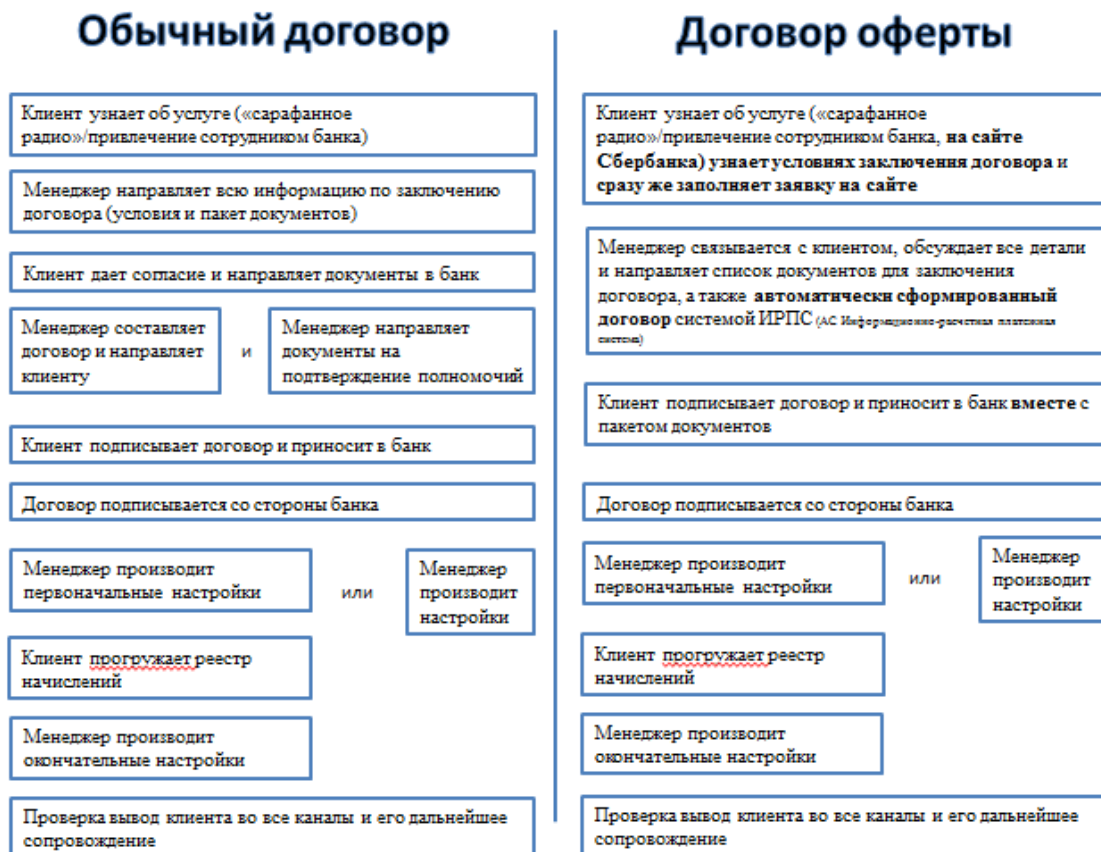 Обычный договор
Клиент узнает об услуге («сарафанное
радио»/привлечение сотрудником банка)
Менеджер направляет всю информацию по заключению
договора (условия и пакет документов)
Клиент дает согласие и направляет документы в банк
Менеджер составляет
договор и направляет
клиенту
и
Менеджер направляет
документы на
подтверждение полномочий
Клиент подписывает договор и приносит в банк
Договор подписывается со стороны банка
Менеджер производит
первоначальные настройки
или
Менеджер
производит
настройки
Клиент прогружает реестр
начислений
Менеджер производит
окончательные настройки
Проверка вывод клиента во все каналы и его дальнейшее
сопровождение
Договор оферты
Клиент узнает об услуге («сарафанное
радио»/привлечение сотрудником банка, на сайте
Сбербанка) узнает условиях заключения договора и
сразу же заполняет заявку на сайте
Менеджер связывается с клиентом, обсуждает все детали
и направляет список документов для заключения
договора, а также автоматически сформированный
договор системой ИРПС (АС Информационно-расчетная платежная
система)
Клиент подписывает договор и приносит в банк вместе с
пакетом документов
Договор подписывается со стороны банка
Менеджер производит
первоначальные настройки
или
Менеджер
производит
настройки
Клиент прогружает реестр
начислений
Менеджер производит
окончательные настройки
Проверка вывод клиента во все каналы и его дальнейшее
сопровождение